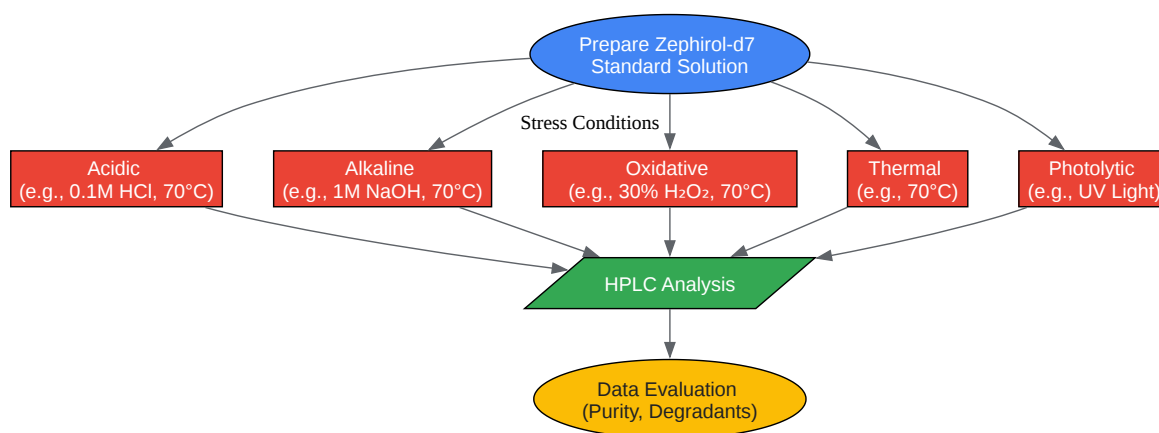 Prepare Zephirol-d7
Standard Solution
Stress Conditions
Acidic
(e.g., 0.1M HCl, 70°C)
Alkaline
(e.g., 1M NaOH, 70°C)
Oxidative
(e.g., 30% H₂O₂, 70°C)
Thermal
(e.g., 70°C)
Photolytic
(e.g., UV Light)
HPLC Analysis
Data Evaluation
(Purity, Degradants)